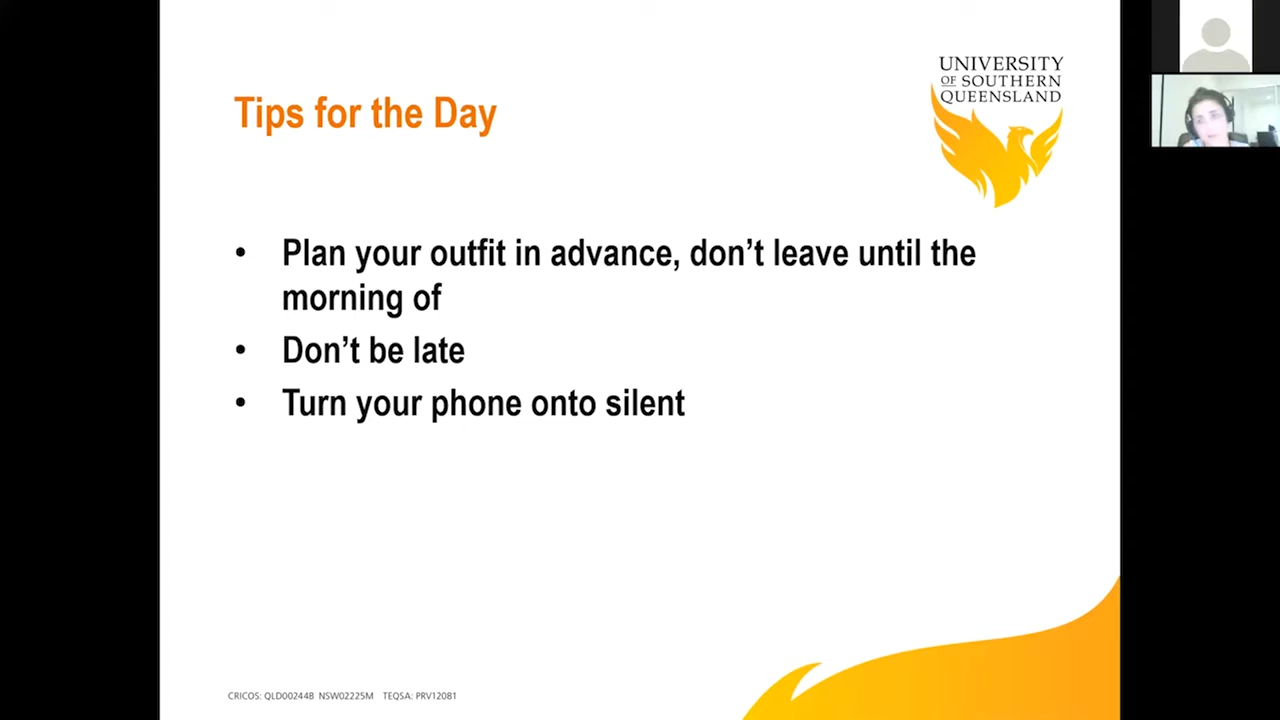 UNIVERSITY
OF SOUTHERN
QUEENSLAND
Tips for the Day
• Plan your outfit in advance, don’t leave until the
morning of
• Don’t be late
• Turn your phone onto silent
CRICOS: QLD00244B NSW02225M TEQSA: PRV12081